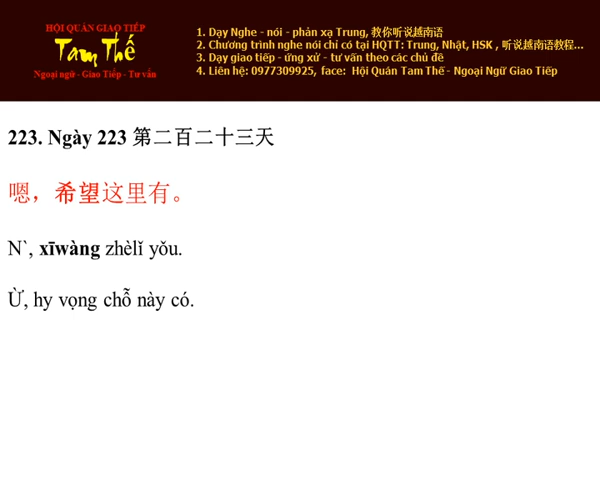 HỘI QUÁN GIAO TIẾP
Tam Thế
Ngoại ngữ - Giao Tiếp - Tư vấn
1. Dạy Nghe - nói - phản xạ Trung, 教你听说越南语
2. Chương trình nghe nói chỉ có tại HQTT: Trung, Nhật, HSK , 听说越南语教程...
3. Dạy giao tiếp - ứng xử - tư vấn theo các chủ đề
4. Liên hệ: 0977309925, face: Hội Quán Tam Thế - Ngoại Ngữ Giao Tiếp
223. Ngày 223 第二百二十三天
嗯，希望这里有。
N`, xīwàng zhèlǐ yǒu.
Ừ, hy vọng chỗ này có.